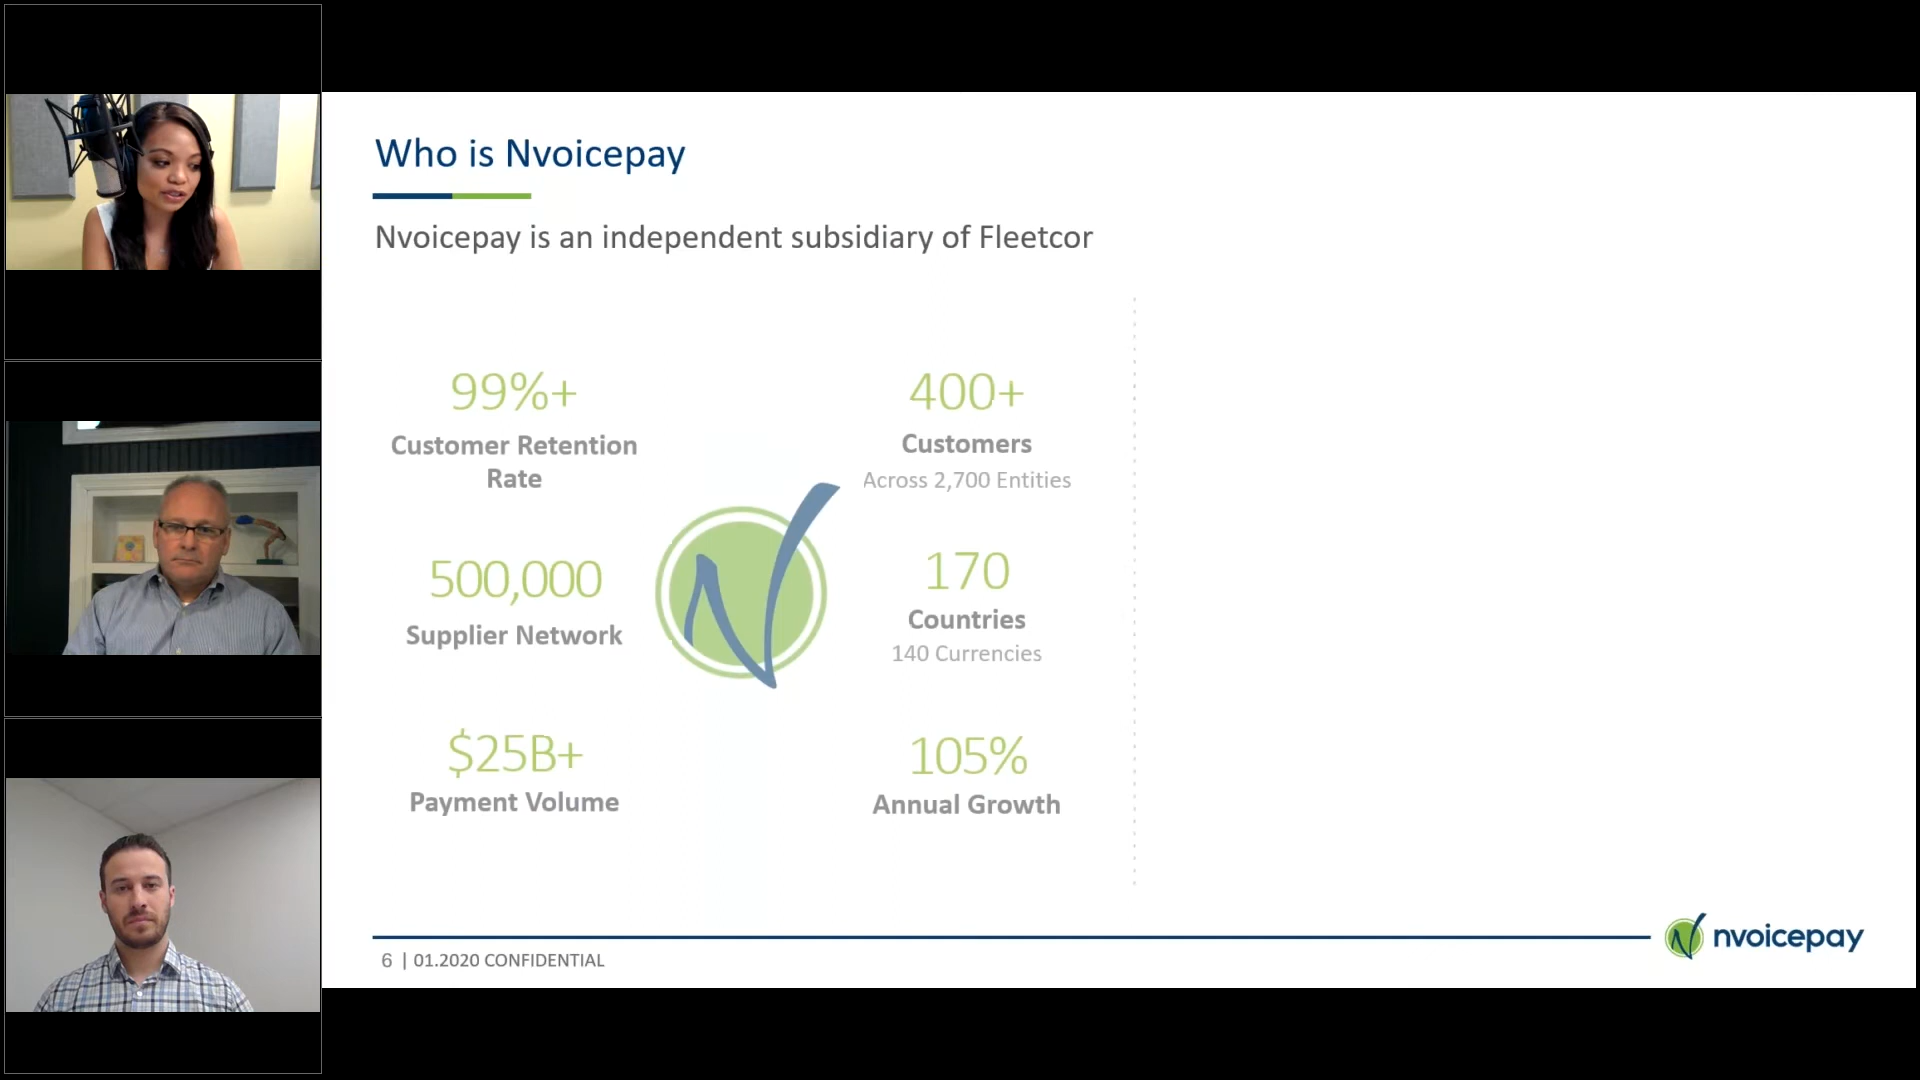 Who is Nvoicepay
Nvoicepay is an independent subsidiary of Fleetcor
99%+
Customer Retention
Rate
400+
Customers
Across 2,700 Entities
500,000
Supplier Network
170
Countries
140 Currencies
$25B+
Payment Volume
105%
Annual Growth
6 | 01.2020 CONFIDENTIAL
nvoicepay